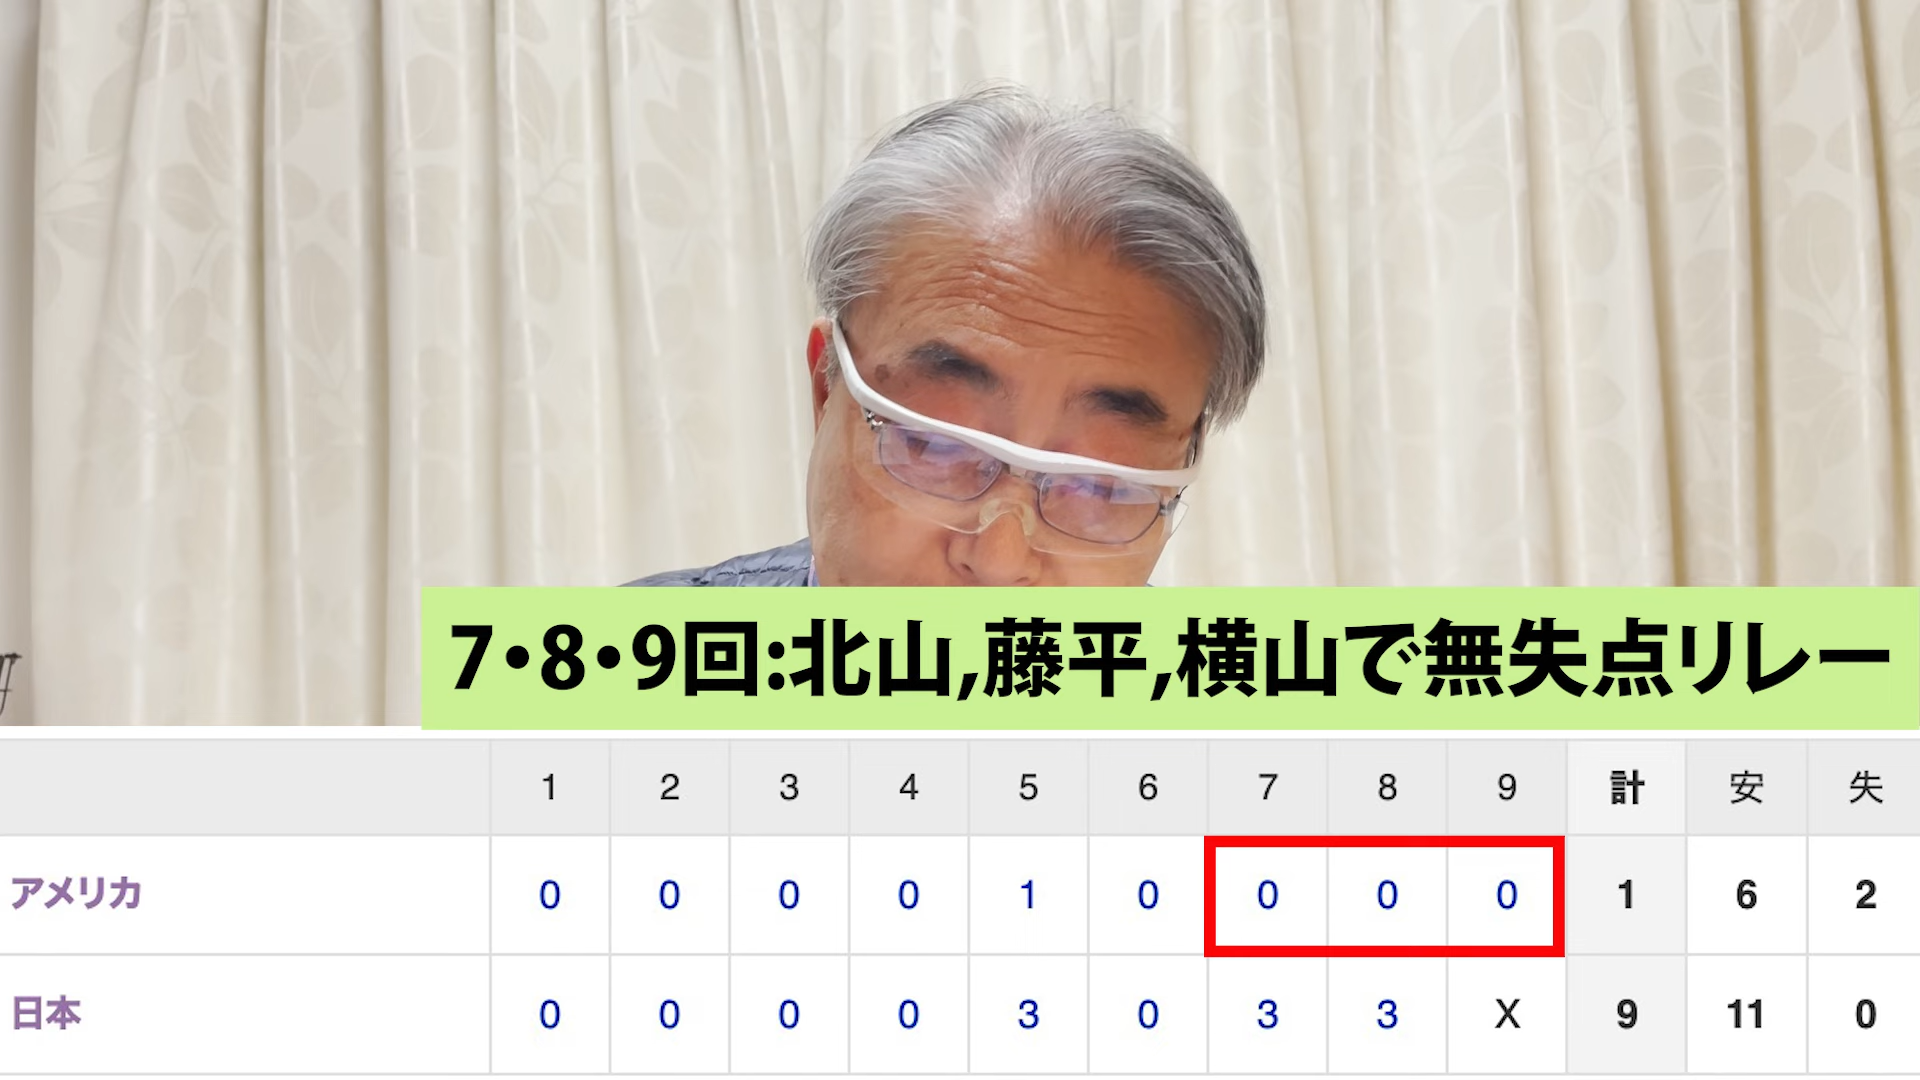 7・8・9回:北山,藤平,横山で無失点リレー
1 2 3 4 5 6 7 8 9 計 安 失
アメリカ 0 0 0 0 1 0 0 0 0 1 6 2
日本 0 0 0 0 3 0 3 3 X 9 11 0